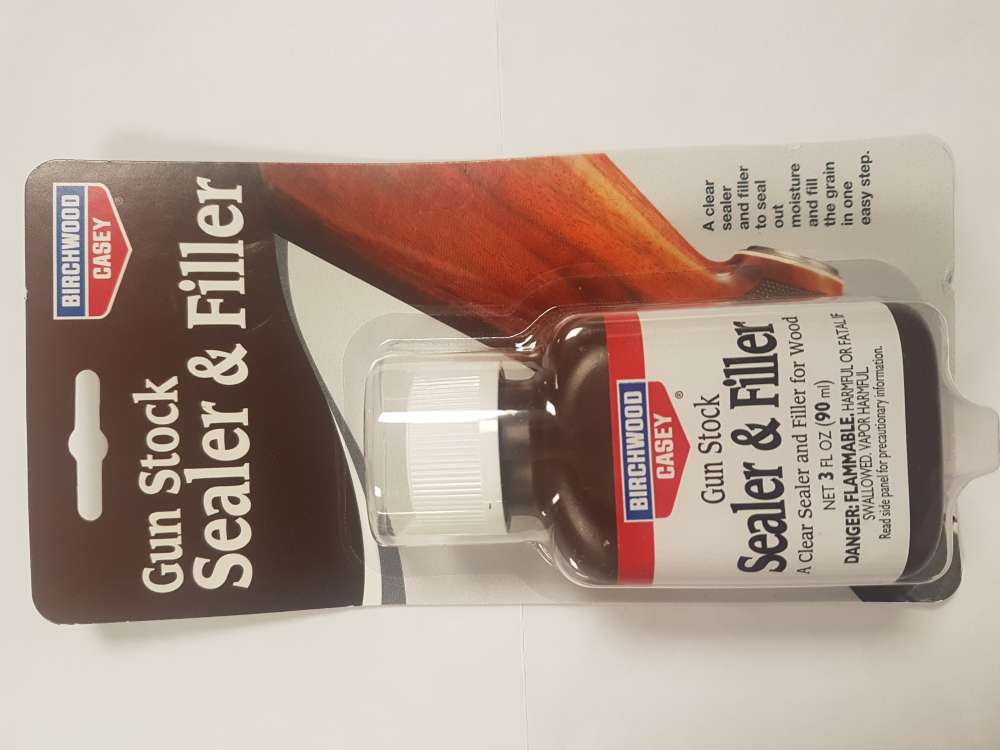 BIRCHWOOD
CASEY®
Gun Stock
Sealer & Filler
A clear
sealer
and filler
to seal
out
moisture
and fill
the grain
in one
easy step.
BIRCHWOOD
CASEY®
Gun Stock
Sealer & Filler
A Clear Sealer and Filler for Wood
NET 3 FL OZ (90 ml)
DANGER: FLAMMABLE. HARMFUL OR FATAL IF
SWALLOWED. VAPOR HARMFUL
Read side panel for precautionary information.